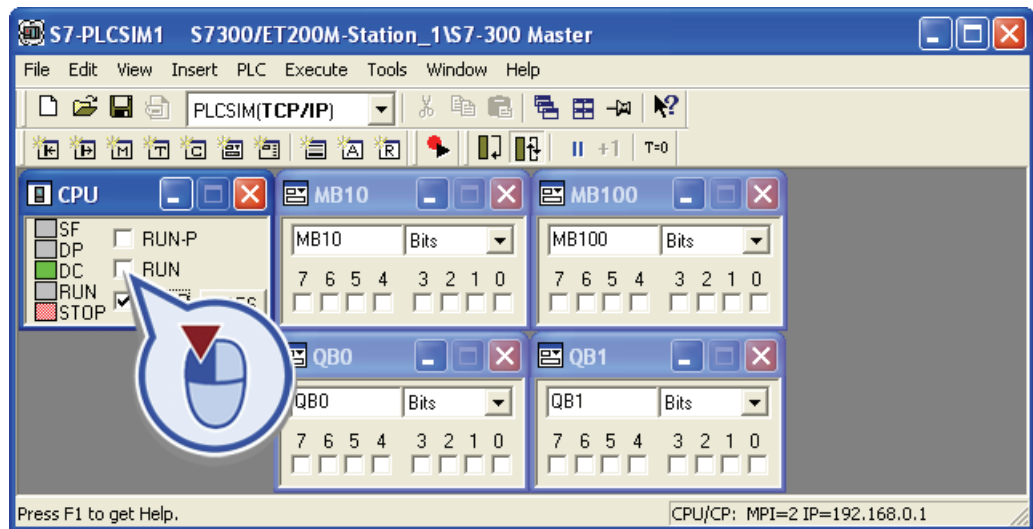 S7-PLCSIM1 S7300/ET200M-Station_1\S7-300 Master
File Edit View Insert PLC Execute Tools Window Help
PLCSIM(TCP/IP)
+1 T=0
CPU
SF
DP
DC
RUN
STOP
RUN-P
RUN
MB10
MB10 Bits
7 6 5 4 3 2 1 0
MB100
MB100 Bits
7 6 5 4 3 2 1 0
QB0
QB0 Bits
7 6 5 4 3 2 1 0
QB1
QB1 Bits
7 6 5 4 3 2 1 0
Press F1 to get Help.
CPU/CP: MPI=2 IP=192.168.0.1